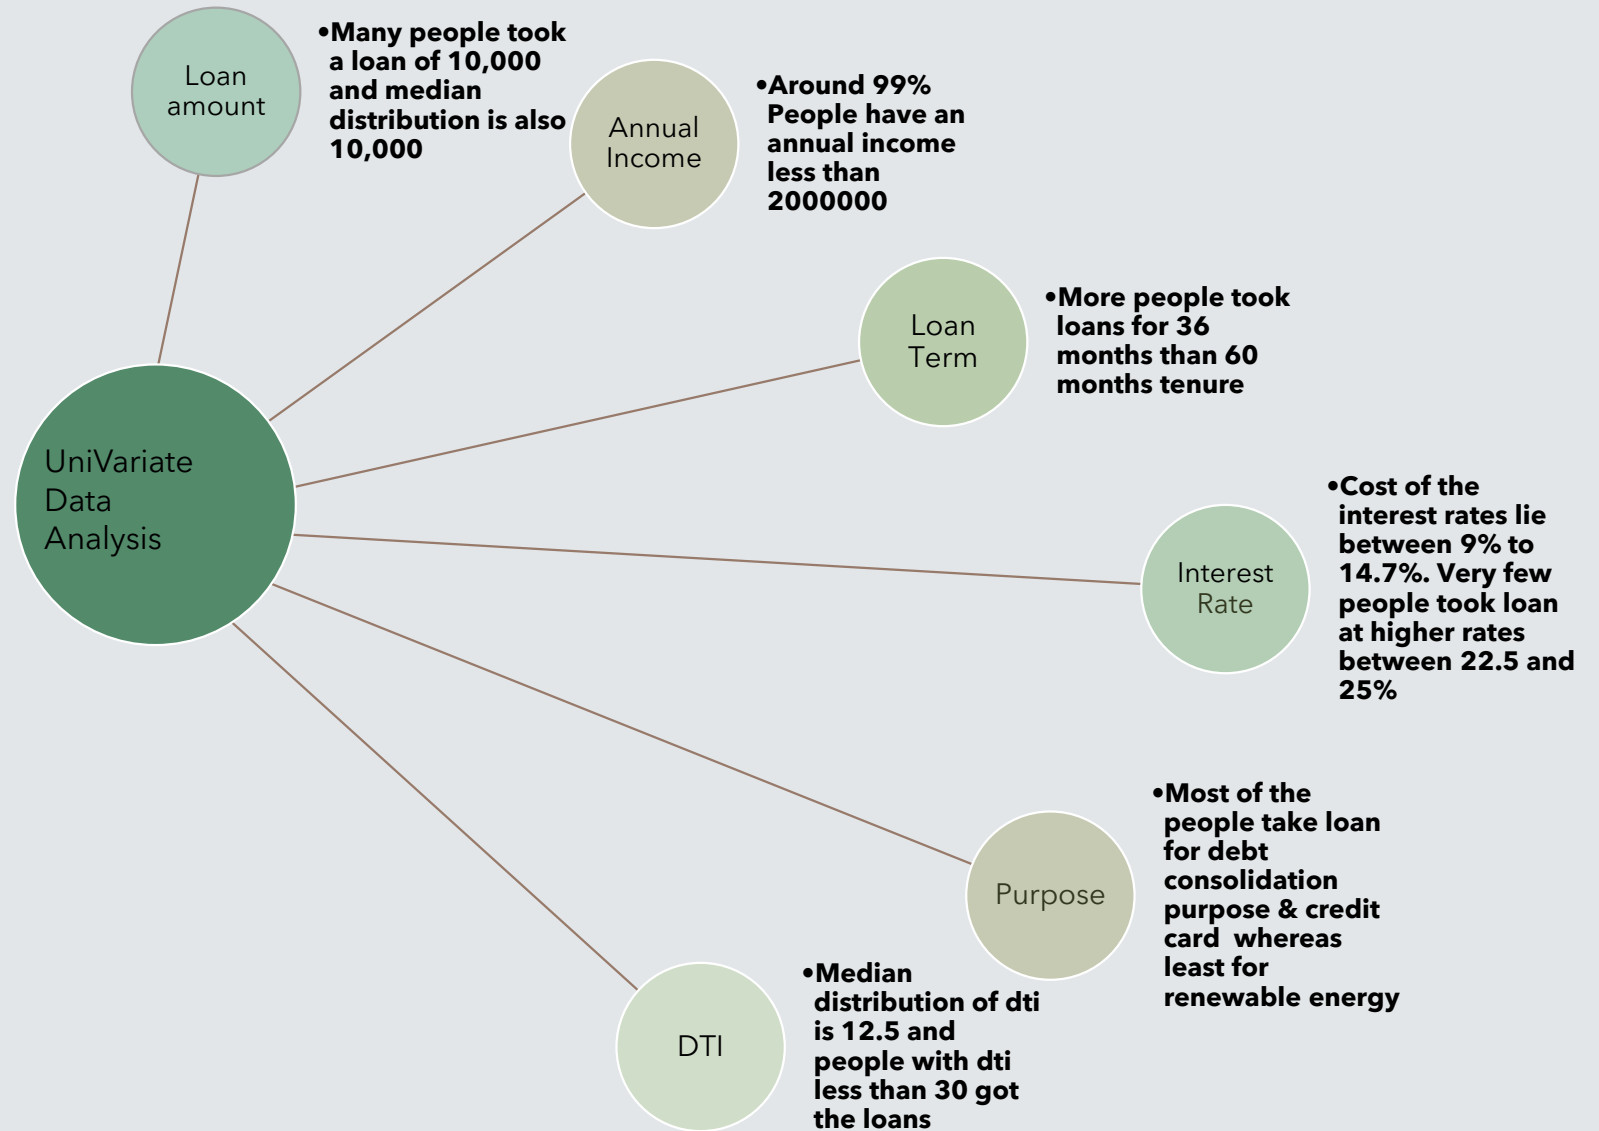 UniVariate
Data
Analysis
Loan
amount
•Many people took
a loan of 10,000
and median
distribution is also
10,000
Annual
Income
•Around 99%
People have an
annual income
less than
2000000
Loan
Term
•More people took
loans for 36
months than 60
months tenure
Interest
Rate
•Cost of the
interest rates lie
between 9% to
14.7%. Very few
people took loan
at higher rates
between 22.5 and
25%
Purpose
•Most of the
people take loan
for debt
consolidation
purpose & credit
card whereas
least for
renewable energy
DTI
•Median
distribution of dti
is 12.5 and
people with dti
less than 30 got
the loans